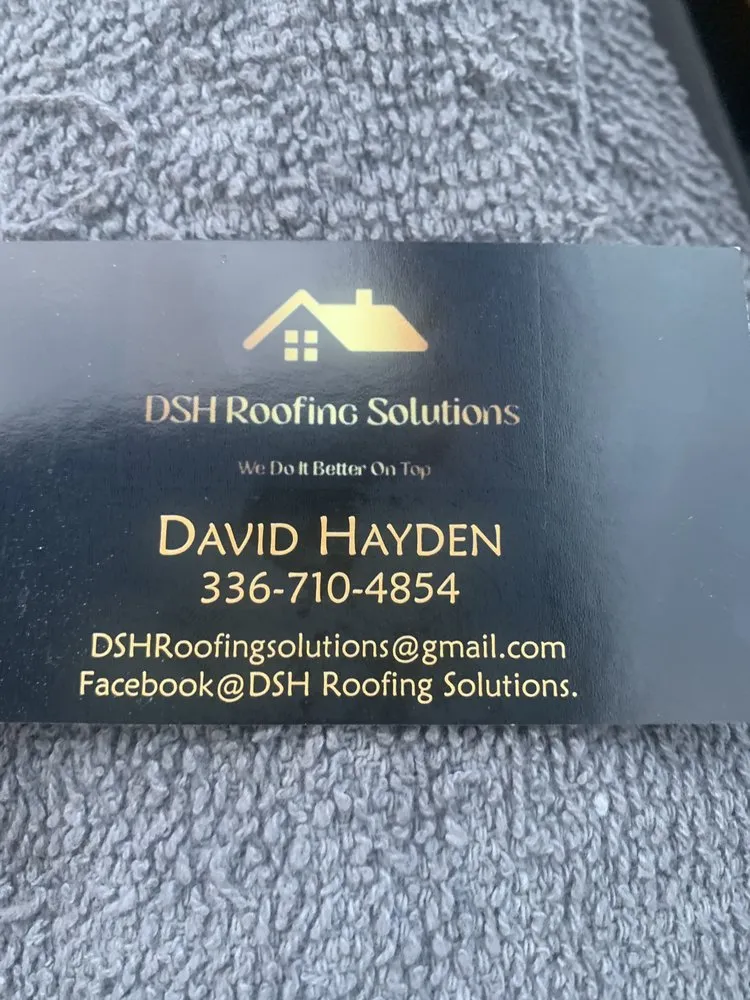 DSH Roofing Solutions
We Do It Better On Top
David Hayden
336-710-4854
DSHRoofingsolutions@gmail.com
Facebook@DSH Roofing Solutions.